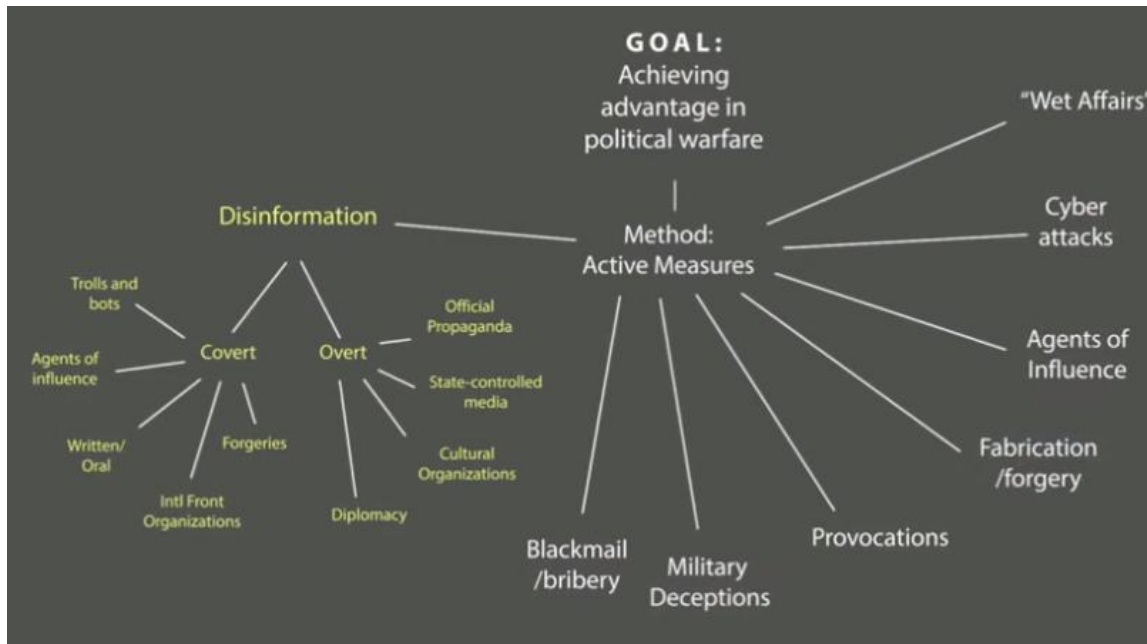 GOAL:
Achieving
advantage in
political warfare
Method:
Active Measures
Disinformation
Covert
Trolls and
bots
Agents of
influence
Written/
Oral
Intl Front
Organizations
Forgeries
Overt
Official
Propaganda
State-controlled
media
Cultural
Organizations
Diplomacy
"Wet Affairs"
Cyber
attacks
Agents of
Influence
Fabrication
/forgery
Provocations
Military
Deceptions
Blackmail
/bribery